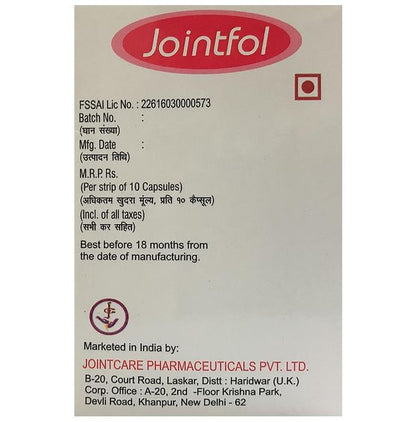 Jointfol
FSSAI Lic No. : 22616030000573
Batch No. :
(घान संख्या)
Mfg. Date :
(उत्पादन तिथि)
M.R.P. Rs.
(Per strip of 10 Capsules)
(अधिकतम खुदरा मूंल्य, प्रति १० कैप्सूल)
(Incl. of all taxes)
(सभी कर सहित)
Best before 18 months from
the date of manufacturing.
Marketed in India by:
JOINTCARE PHARMACEUTICALS PVT. LTD.
B-20, Court Road, Laskar, Distt : Haridwar (U.K.)
Corp. Office : A-20, 2nd -Floor Krishna Park,
Devli Road, Khanpur, New Delhi - 62